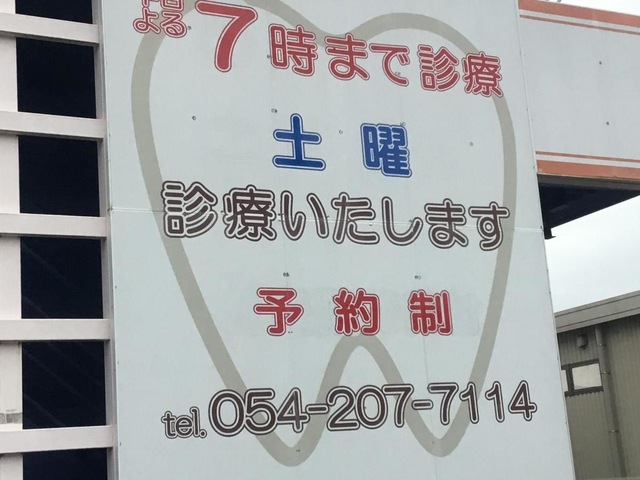 よる7時まで診療
土曜
診療いたします
予約制
tel.054-207-7114